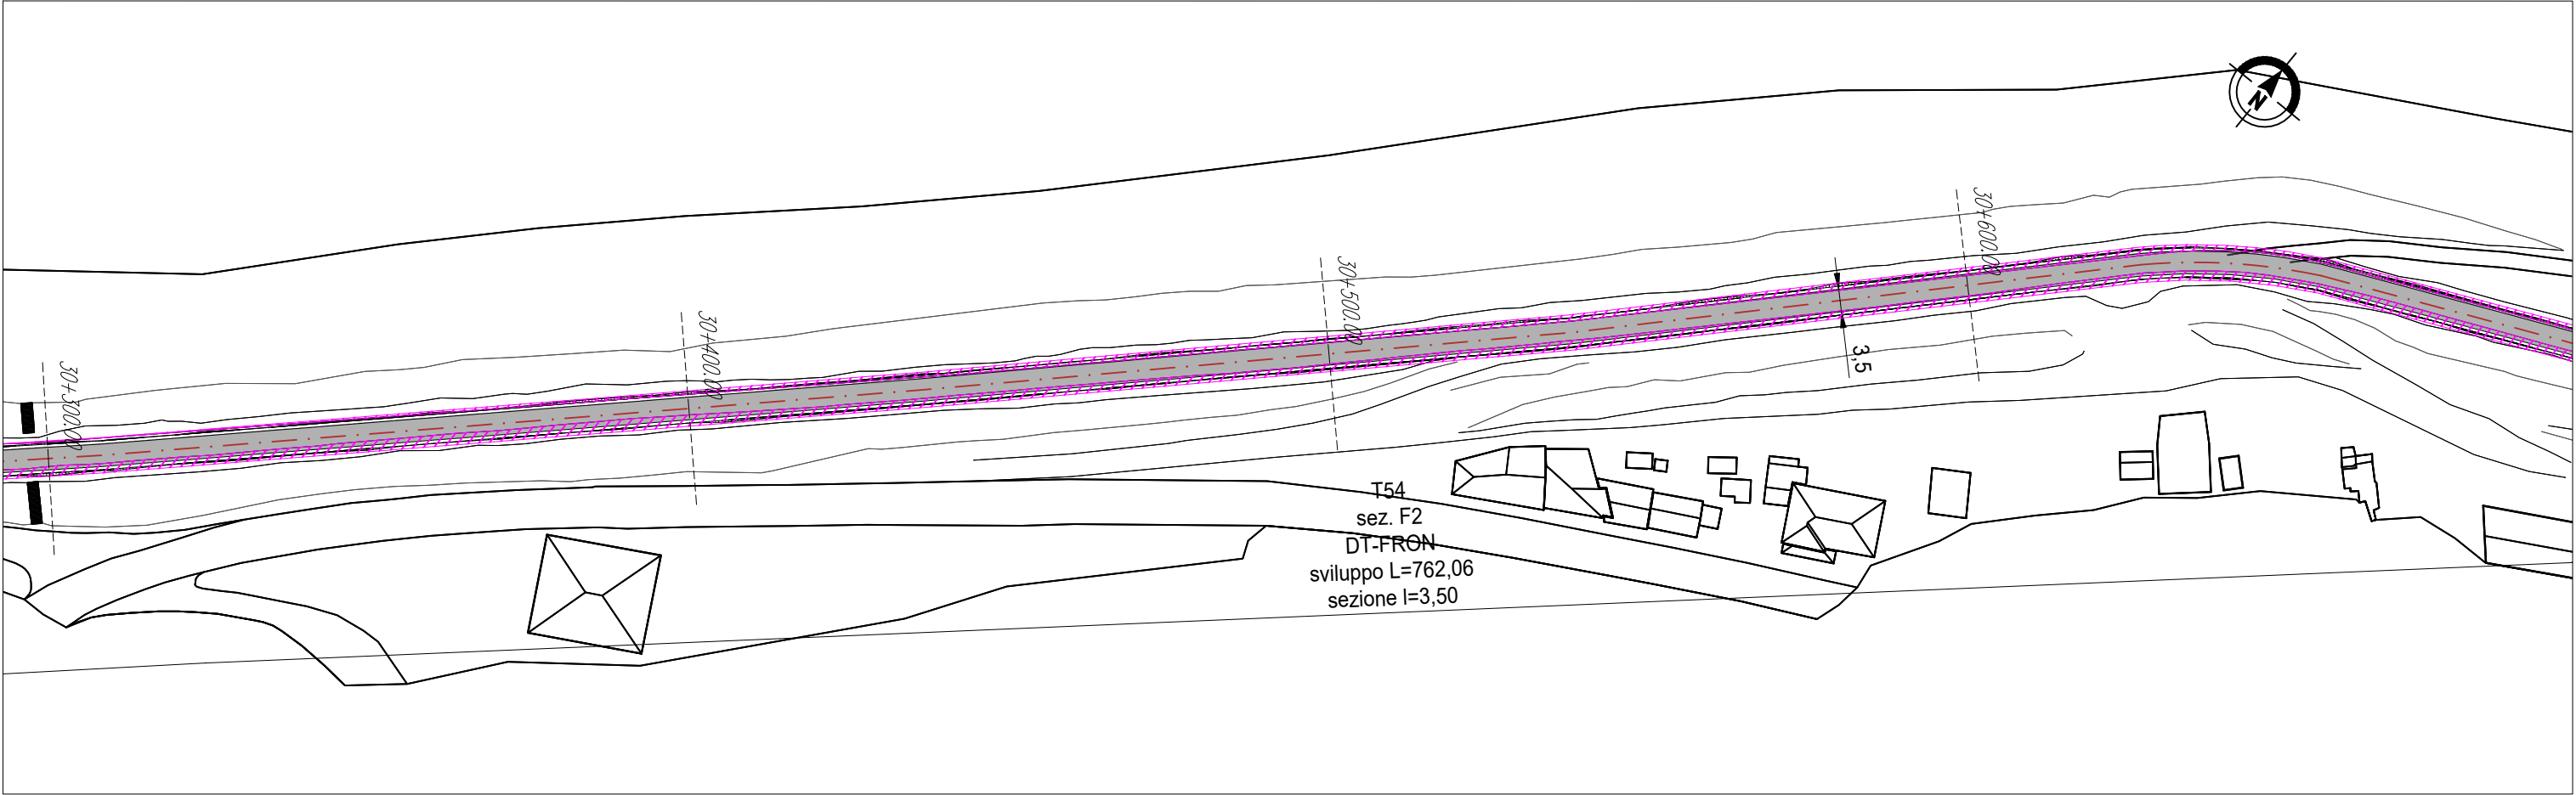 N
30+600.00
30+500.00
30+400.00
30+300.00
3,5
T54
sez. F2
DT-FRON
sviluppo L=762,06
sezione l=3,50